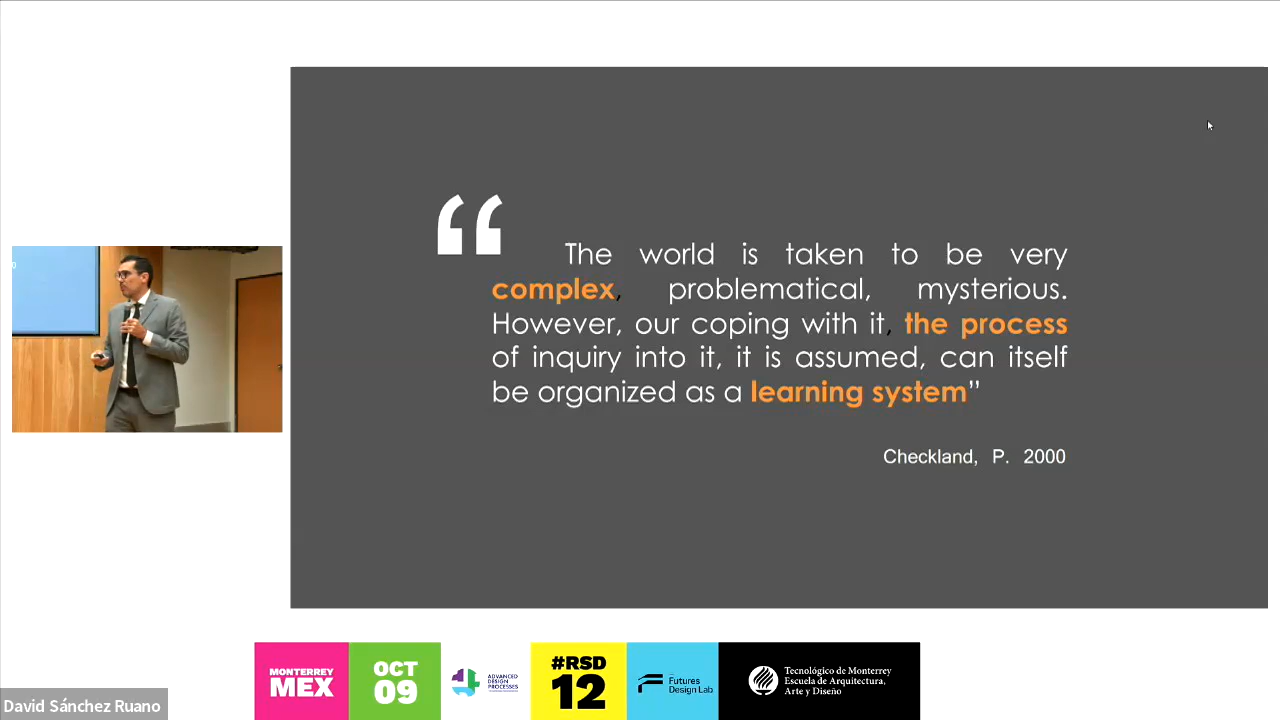 “
The world is taken to be very
complex, problematical, mysterious.
However, our coping with it, the process
of inquiry into it, it is assumed, can itself
be organized as a learning system”
Checkland, P. 2000
MONTERREY
MEX
OCT
09
ADVANCED
DESIGN
PROCESSES
#RSD
12
Futures
Design Lab
Tecnológico de Monterrey
Escuela de Arquitectura,
Arte y Diseño
David Sánchez Ruano